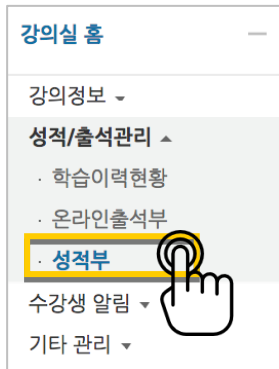 강의실 홈
강의정보
성적/출석관리
· 학습이력현황
· 온라인출석부
· 성적부
수강생 알림
기타 관리